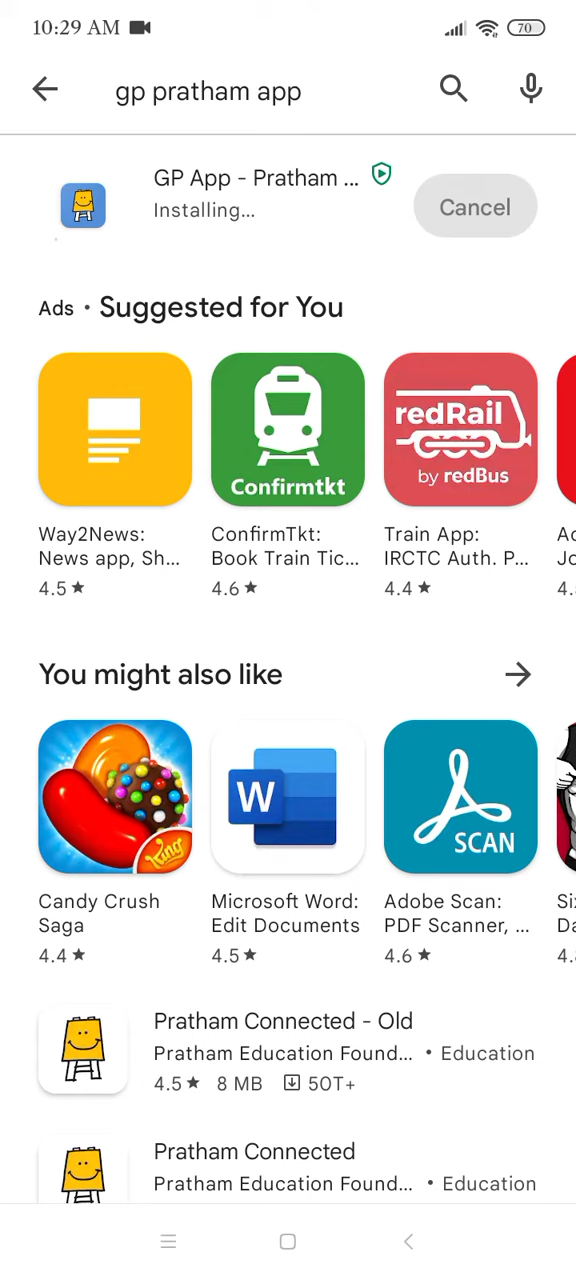 10:29 AM
70
gp pratham app
GP App - Pratham ...
Installing...
Cancel
Ads • Suggested for You
Confirmtkt
redRail
by redBus
Way2News:
News app, Sh...
4.5 ★
ConfirmTkt:
Book Train Tic...
4.6 ★
Train App:
IRCTC Auth. P...
4.4 ★
You might also like
W
King
SCAN
Candy Crush
Saga
4.4 ★
Microsoft Word:
Edit Documents
4.5 ★
Adobe Scan:
PDF Scanner, ...
4.6 ★
Pratham Connected - Old
Pratham Education Found... • Education
4.5 ★ 8 MB 50T+
Pratham Connected
Pratham Education Found... • Education